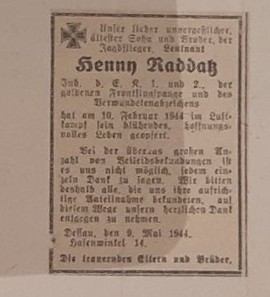 Unser lieber unvergeßlicher,
ältester Sohn und Bruder, der
Jagdflieger, Leutnant
Henny Raddatz
Inh. d. E. K. 1. und 2., der
goldenen Frontflugspange und des
Verwundetenabzeichens
hat am 10. Februar 1944 im Luft-
kampf sein blühendes, hoffnungs-
volles Leben geopfert.
Bei der überaus großen An-
zahl von Beileidsbekundungen ist
es uns nicht möglich, jedem ein-
zeln Dank zu sagen. Wir bitten
deshalb alle, die uns ihre aufrich-
tige Anteilnahme bekundeten, auf
diesem Wege unsern herzlichen Dank
entgegen zu nehmen.
Dessau, den 9. Mai 1944.
Hasenwinkel 14.
Die trauernden Eltern und Brüder.